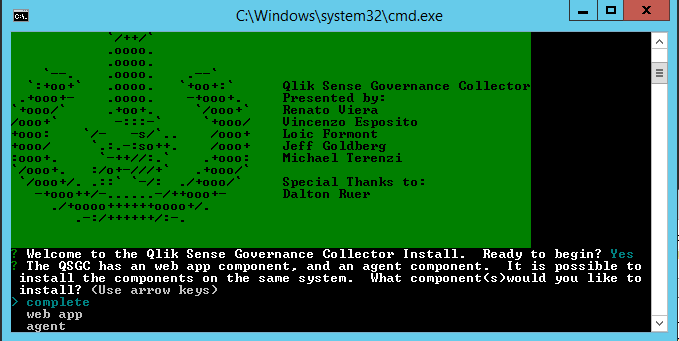 C:\Windows\system32\cmd.exe
Qlik Sense Governance Collector
Presented by:
Renato Viera
Vincenzo Esposito
Loic Formont
Jeff Goldberg
Michael Terenzi
Special Thanks to:
Dalton Ruer
? Welcome to the Qlik Sense Governance Collector Install.  Ready to begin? Yes
? The QSGC has an web app component, and an agent component.  It is possible to
install the components on the same system.  What component(s)would you like to
install? (Use arrow keys)
> complete
web app
agent